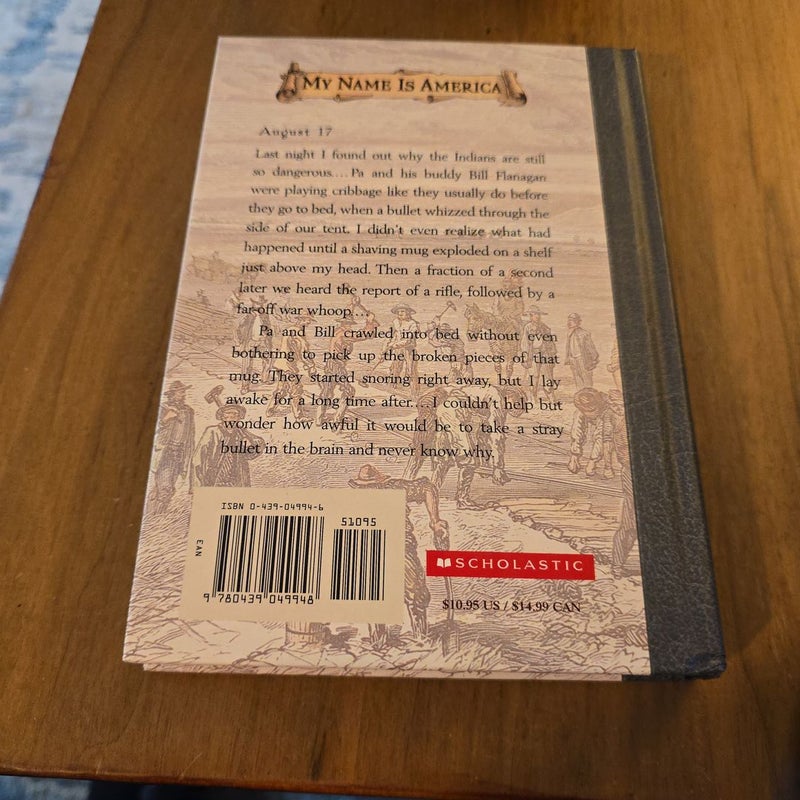 MY NAME IS AMERICA
August 17
Last night I found out why the Indians are still
so dangerous.... Pa and his buddy Bill Flanagan
were playing cribbage like they usually do before
they go to bed, when a bullet whizzed through the
side of our tent. I didn't even realize what had
happened until a shaving mug exploded on a shelf
just above my head. Then a fraction of a second
later we heard the report of a rifle, followed by a
far-off war whoop....
Pa and Bill crawled into bed without even
bothering to pick up the broken pieces of that
mug. They started snoring right away, but I lay
awake for a long time after.... I couldn't help but
wonder how awful it would be to take a stray
bullet in the brain and never know why.
ISBN 0-439-04994-6
51095
EAN
9 780439 049948
SCHOLASTIC
$10.95 US / $14.99 CAN